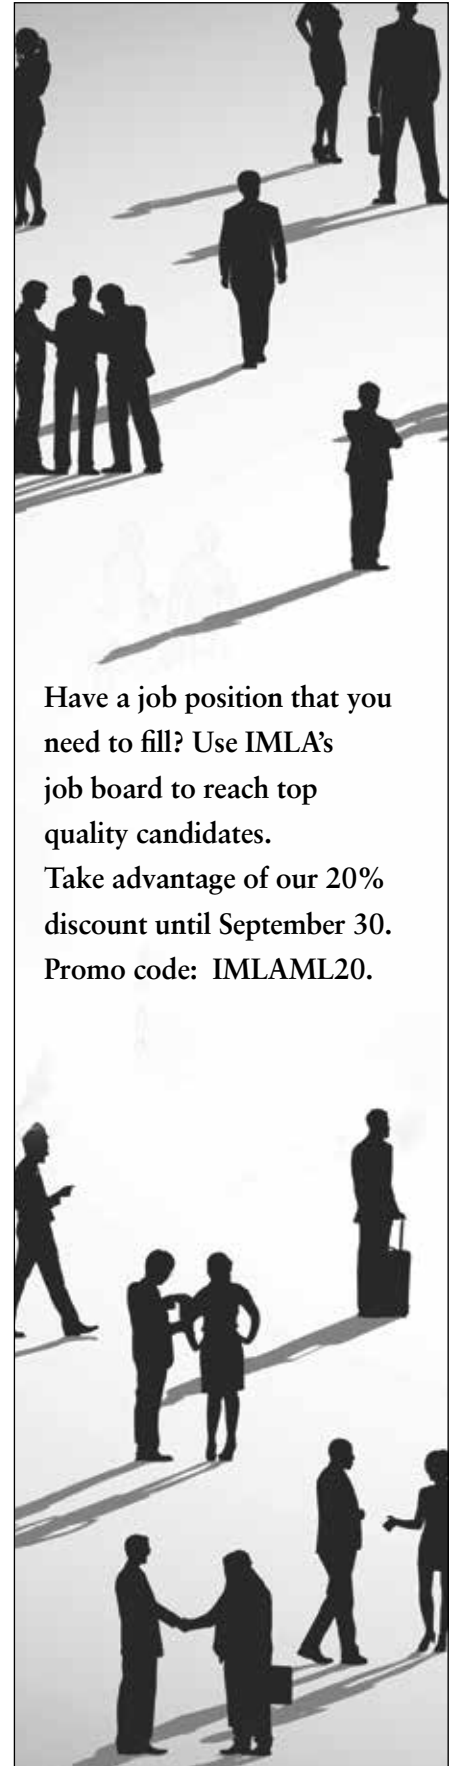 Have a job position that you
need to fill? Use IMLA’s
job board to reach top
quality candidates.
Take advantage of our 20%
discount until September 30.
Promo code:  IMLAML20.